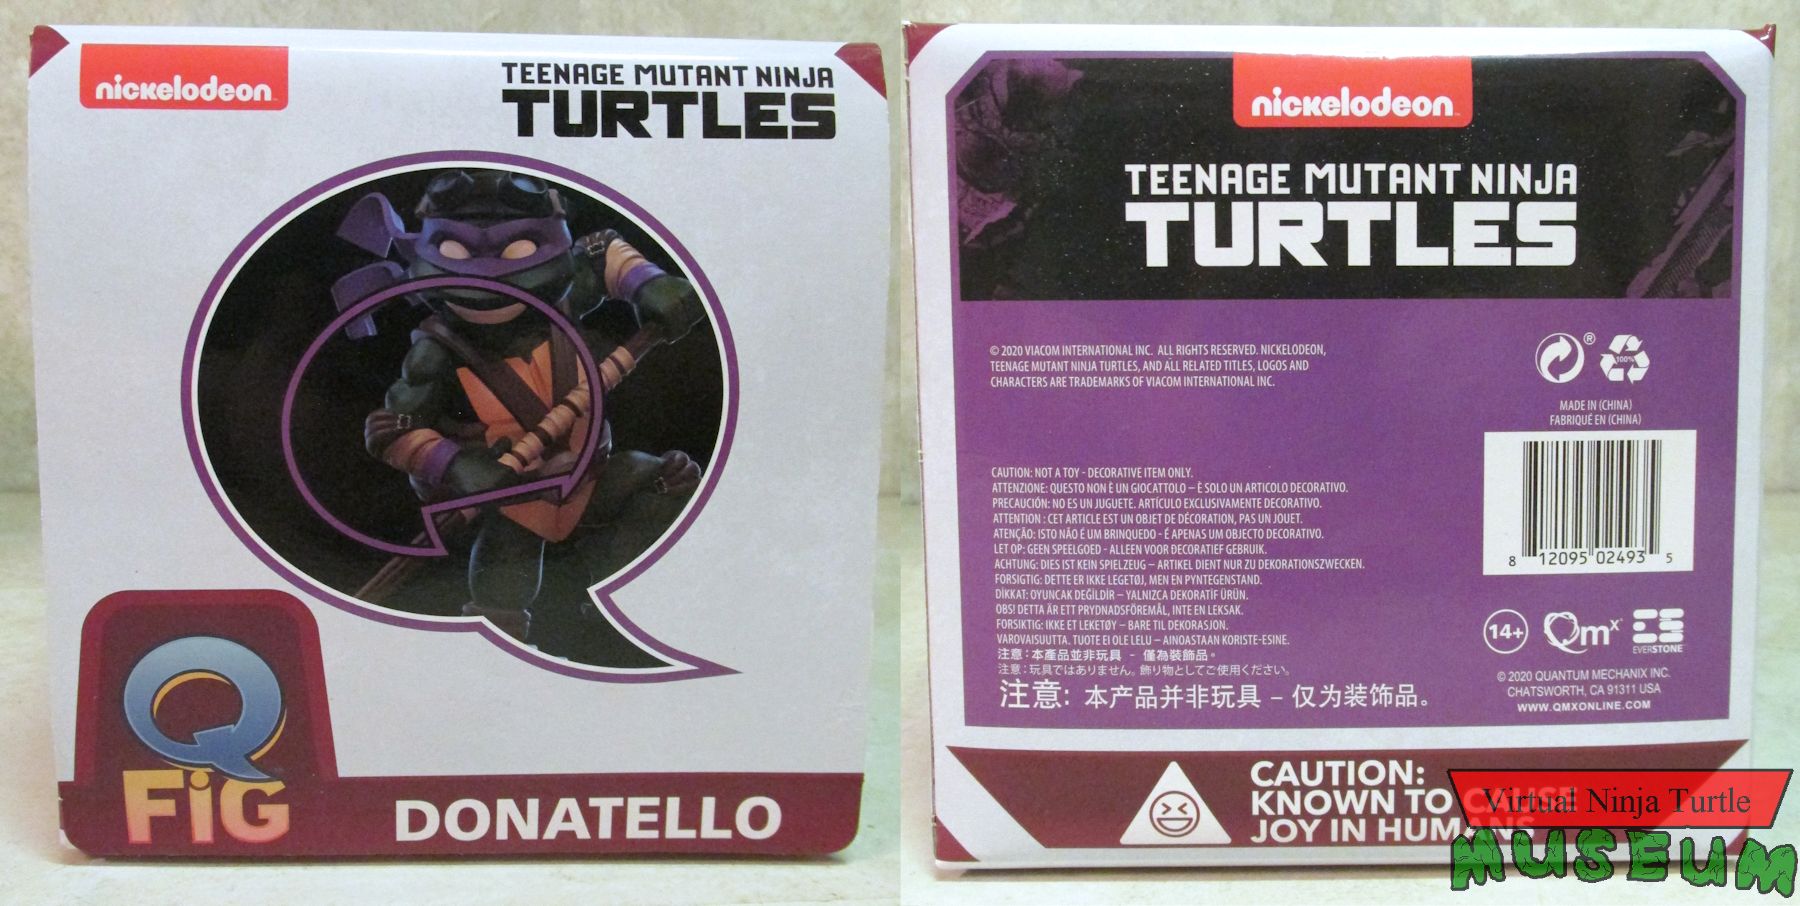 nickelodeon
TEENAGE MUTANT NINJA
TURTLES
Q
FiG
DONATELLO
nickelodeon
TEENAGE MUTANT NINJA
TURTLES
© 2020 VIACOM INTERNATIONAL INC. ALL RIGHTS RESERVED. NICKELODEON,
TEENAGE MUTANT NINJA TURTLES, AND ALL RELATED TITLES, LOGOS AND
CHARACTERS ARE TRADEMARKS OF VIACOM INTERNATIONAL INC.
®
100%
MADE IN (CHINA)
FABRIQUÉ EN (CHINA)
CAUTION: NOT A TOY - DECORATIVE ITEM ONLY.
ATTENZIONE: QUESTO NON È UN GIOCATTOLO – È SOLO UN ARTICOLO DECORATIVO.
PRECAUCIÓN: NO ES UN JUGUETE. ARTÍCULO EXCLUSIVAMENTE DECORATIVO.
ATTENTION : CET ARTICLE EST UN OBJET DE DÉCORATION, PAS UN JOUET.
ATENÇÃO: ISTO NÃO É UM BRINQUEDO - É APENAS UM OBJECTO DECORATIVO.
LET OP: GEEN SPEELGOED - ALLEEN VOOR DECORATIEF GEBRUIK.
ACHTUNG: DIES IST KEIN SPIELZEUG – ARTIKEL DIENT NUR ZU DEKORATIONSZWECKEN.
FORSIGTIG: DETTE ER IKKE LEGETØJ, MEN EN PYNTEGENSTAND.
DİKKAT: OYUNCAK DEĞİLDİR – YALNIZCA DEKORATİF ÜRÜN.
OBS! DETTA ÄR ETT PRYDNADSFÖREMÅL, INTE EN LEKSAK.
FORSIKTIG: IKKE ET LEKETØY – BARE TIL DEKORASJON.
VAROVAISUUTTA. TUOTE EI OLE LELU – AINOASTAAN KORISTE-ESINE.
注意：本產品並非玩具 - 僅為裝飾品。
注意：玩具ではありません。飾り物としてご使用ください。
注意: 本产品并非玩具 – 仅为装饰品。
8 12095 02493 5
14+ Qmx EVERSTONE
© 2020 QUANTUM MECHANIX INC.
CHATSWORTH, CA 91311 USA
WWW.QMXONLINE.COM
CAUTION:
KNOWN TO CAUSE
JOY IN HUMANS
Virtual Ninja Turtle
MUSEUM